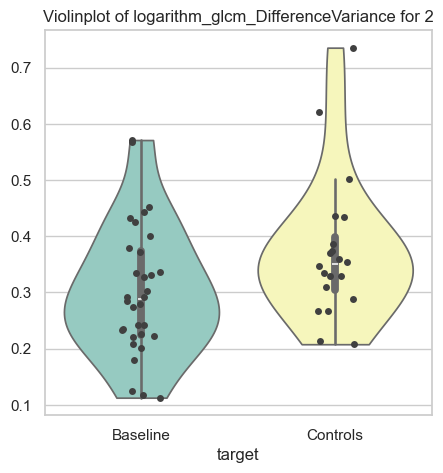 Violinplot of logarithm_glcm_DifferenceVariance for 2
0.7
0.6
0.5
0.4
0.3
0.2
0.1
Baseline
Controls
target